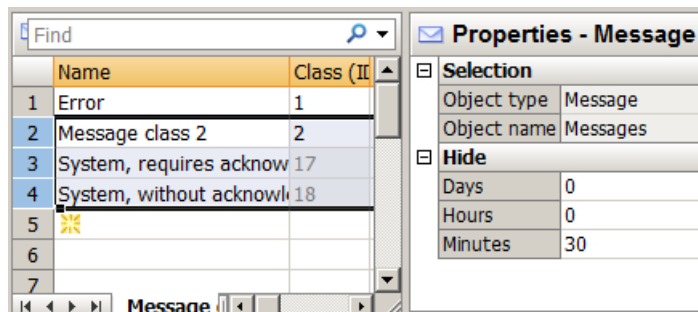 Find
Name Class (ID
1 Error 1
2 Message class 2 2
3 System, requires acknow 17
4 System, without acknowl 18
5
6
7
Message
Properties - Message
Selection
Object type Message
Object name Messages
Hide
Days 0
Hours 0
Minutes 30